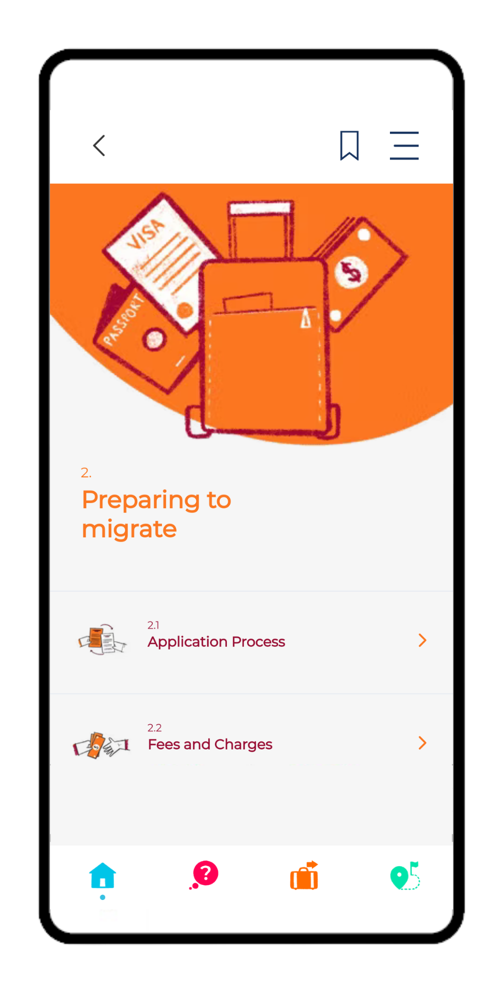 VISA
$
PASSPORT
2.
Preparing to
migrate
2.1
Application Process
2.2
Fees and Charges
?